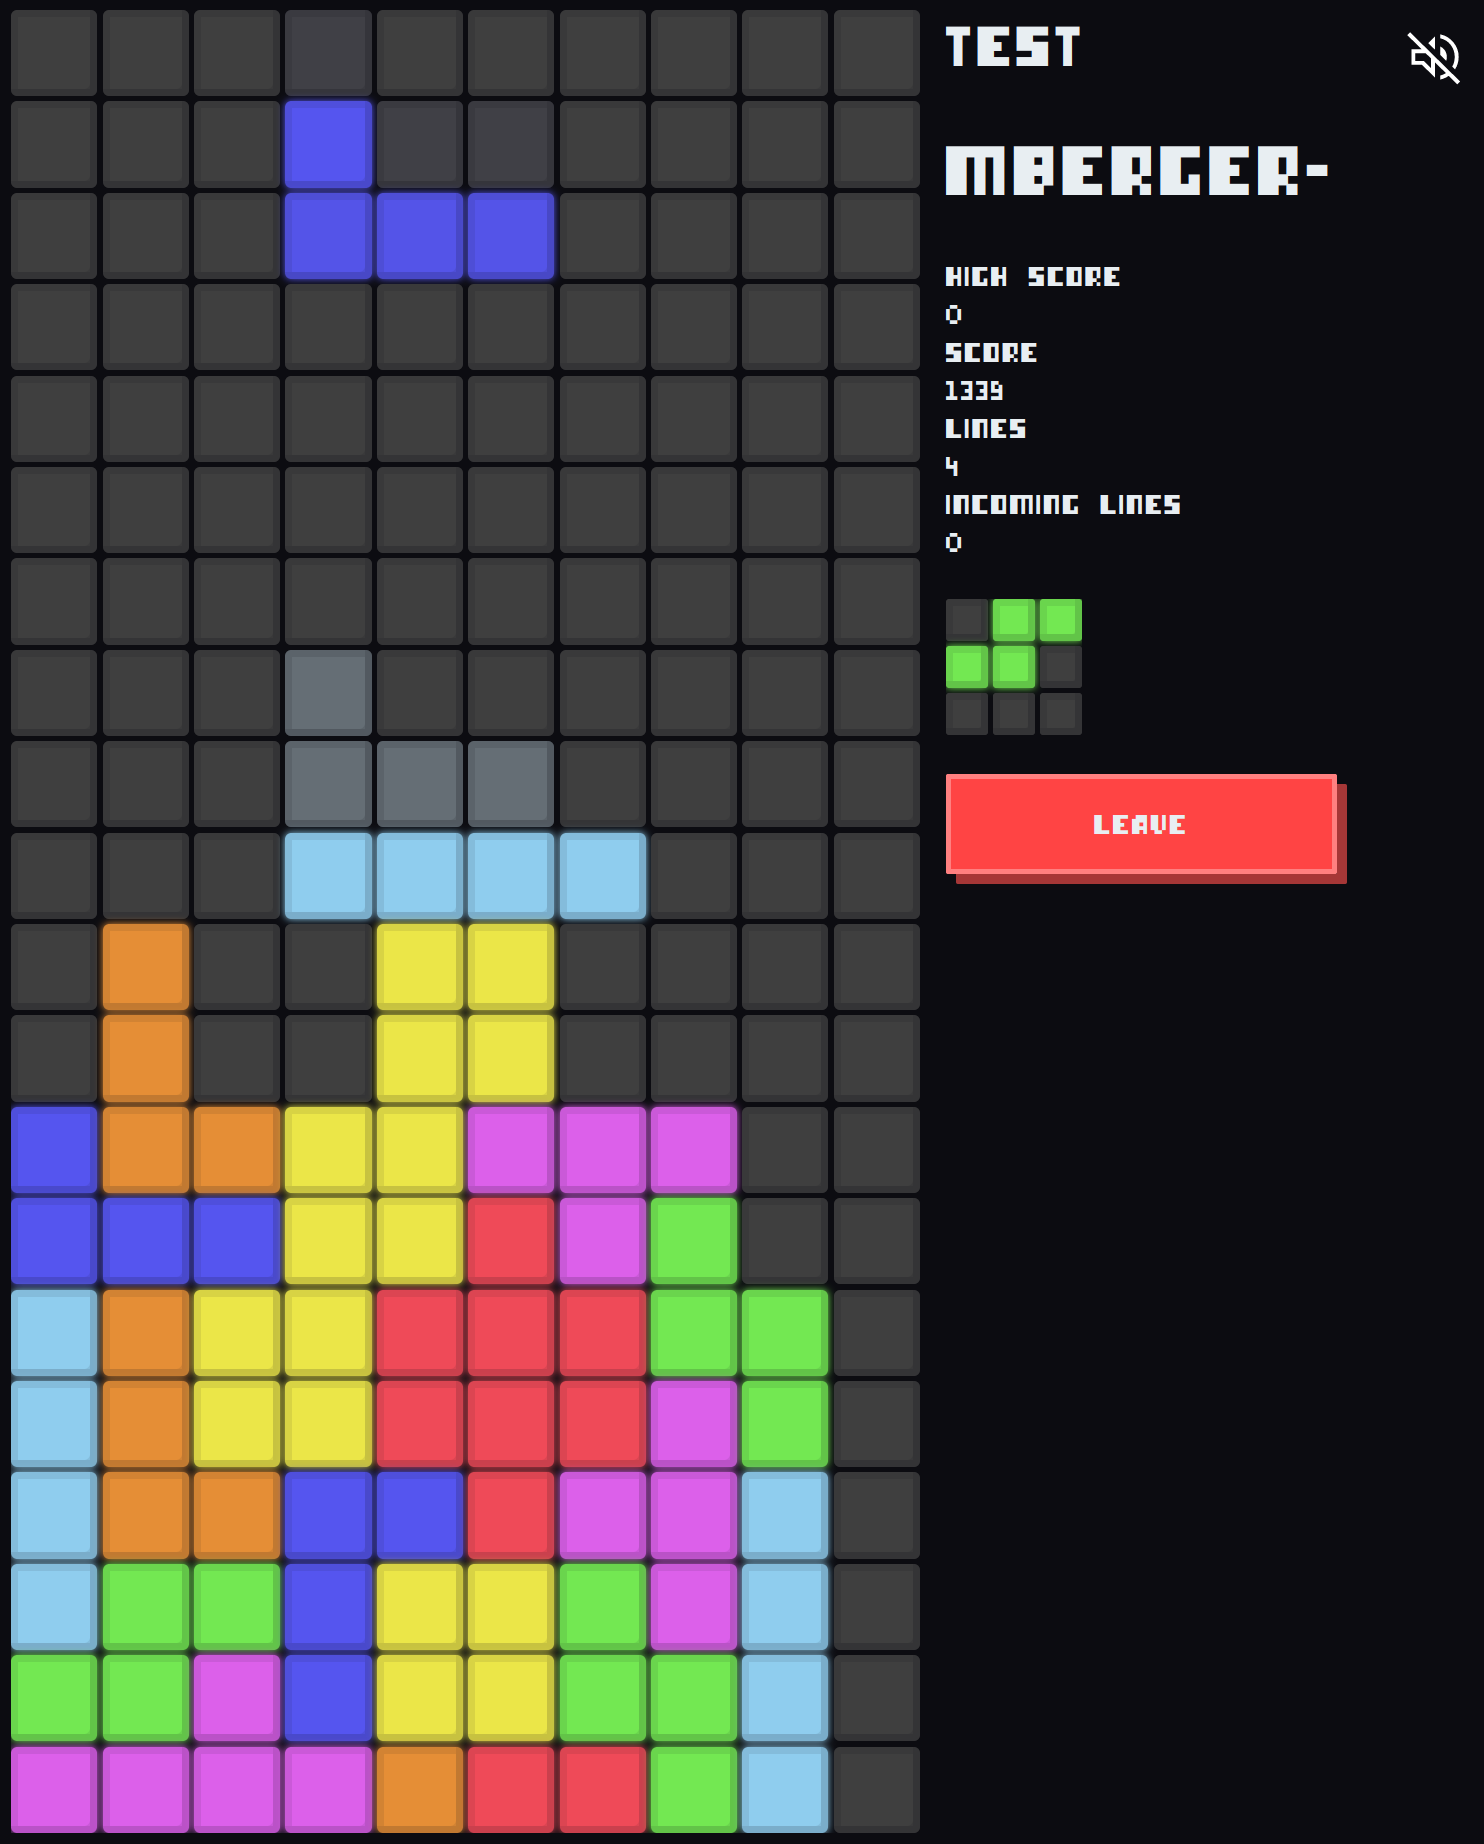 TEST
MBERGER-
HIGH SCORE
0
SCORE
1339
LINES
4
INCOMING LINES
0
LEAVE